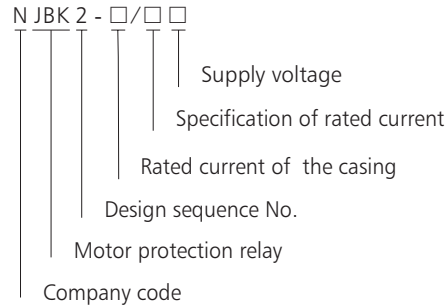 N JBK 2 - □ / □ □
Supply voltage
Specification of rated current
Rated current of the casing
Design sequence No.
Motor protection relay
Company code